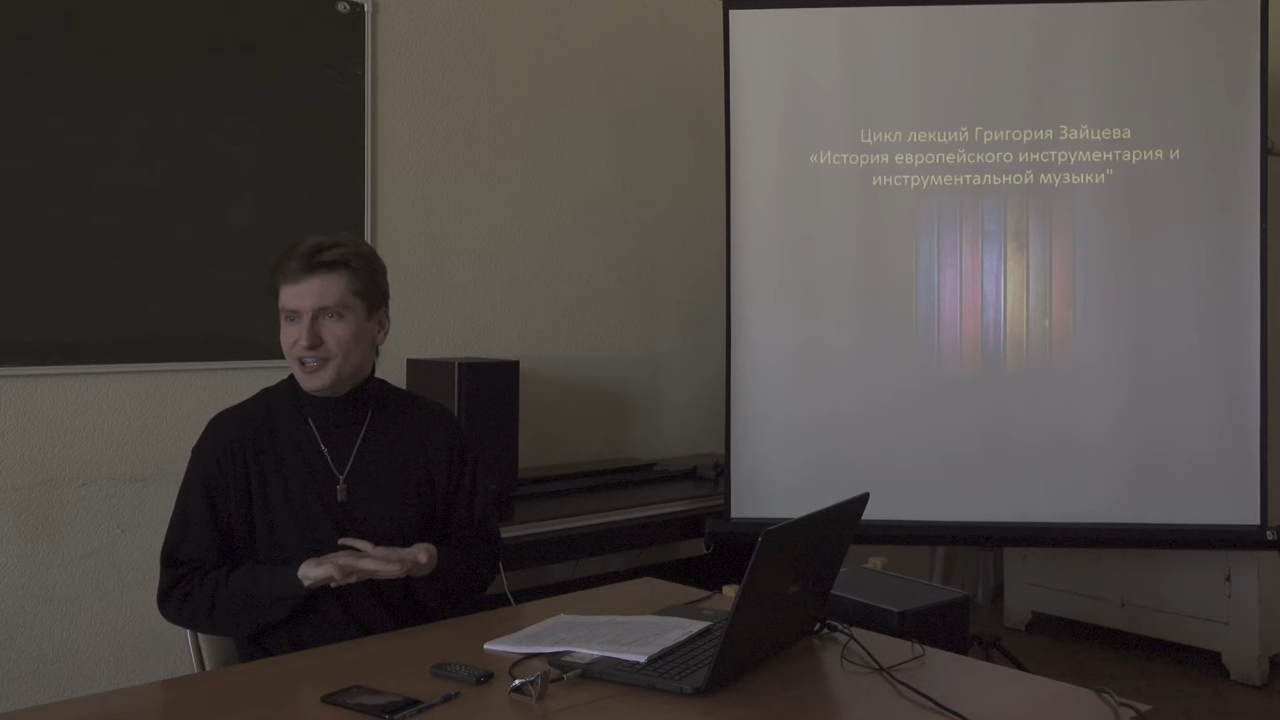 Цикл лекций Григория Зайцева
«История европейского инструментария и
инструментальной музыки"